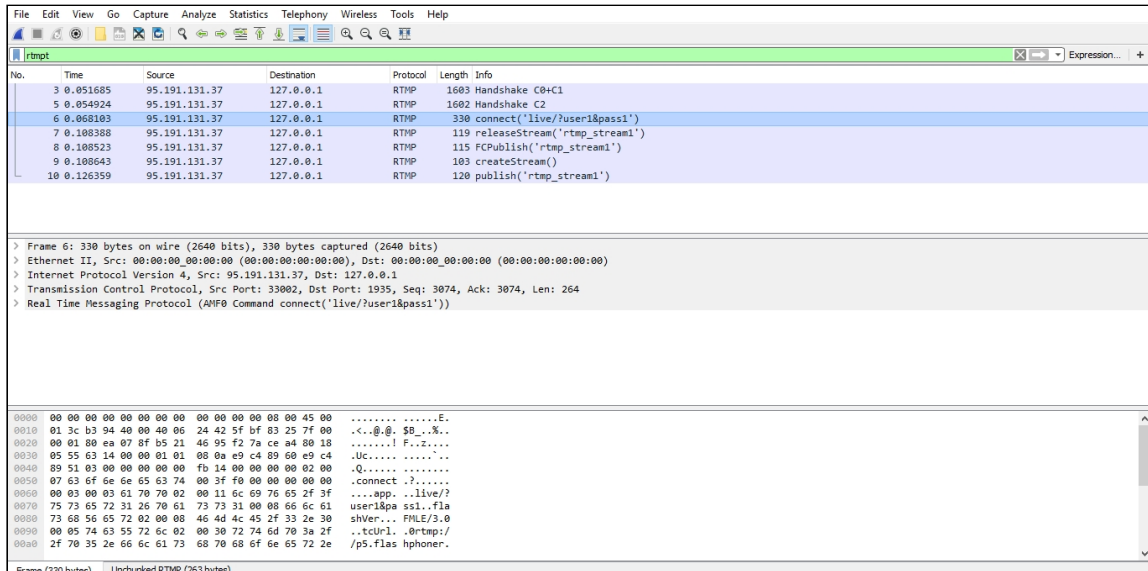 File Edit View Go Capture Analyze Statistics Telephony Wireless Tools Help
rtmpt
Expression... +
No. Time Source Destination Protocol Length Info
3 0.051685 95.191.131.37 127.0.0.1 RTMP 1603 Handshake C0+C1
5 0.054924 95.191.131.37 127.0.0.1 RTMP 1602 Handshake C2
6 0.068103 95.191.131.37 127.0.0.1 RTMP 330 connect('live/?user1&pass1')
7 0.108388 95.191.131.37 127.0.0.1 RTMP 119 releaseStream('rtmp_stream1')
8 0.108523 95.191.131.37 127.0.0.1 RTMP 115 FCPublish('rtmp_stream1')
9 0.108643 95.191.131.37 127.0.0.1 RTMP 103 createStream()
10 0.126359 95.191.131.37 127.0.0.1 RTMP 120 publish('rtmp_stream1')
> Frame 6: 330 bytes on wire (2640 bits), 330 bytes captured (2640 bits)
> Ethernet II, Src: 00:00:00_00:00:00 (00:00:00:00:00:00), Dst: 00:00:00_00:00:00 (00:00:00:00:00:00)
> Internet Protocol Version 4, Src: 95.191.131.37, Dst: 127.0.0.1
> Transmission Control Protocol, Src Port: 33002, Dst Port: 1935, Seq: 3074, Ack: 3074, Len: 264
> Real Time Messaging Protocol (AMF0 Command connect('live/?user1&pass1'))
0000 00 00 00 00 00 00 00 00 00 00 00 00 08 00 45 00 ........ ......E.
0010 01 3c b3 94 40 00 40 06 24 42 5f bf 83 25 7f 00 .<..@.@. $B_..%..
0020 00 01 80 ea 07 8f b5 21 46 95 f2 7a ce a4 80 18 .......! F..z....
0030 05 55 63 14 00 00 01 01 08 0a e9 c4 89 60 e9 c4 .Uc..... .....`..
0040 89 51 03 00 00 00 00 00 fb 14 00 00 00 00 02 00 .Q...... ........
0050 07 63 6f 6e 6e 65 63 74 00 3f f0 00 00 00 00 00 .connect .?......
0060 00 03 00 03 61 70 70 02 00 11 6c 69 76 65 2f 3f ....app. ..live/?
0070 75 73 65 72 31 26 70 61 73 73 31 00 08 66 6c 61 user1&pa ss1..fla
0080 73 68 56 65 72 02 00 08 46 4d 4c 45 2f 33 2e 30 shVer... FMLE/3.0
0090 00 05 74 63 55 72 6c 02 00 30 72 74 6d 70 3a 2f ..tcUrl. .0rtmp:/
00a0 2f 70 35 2e 66 6c 61 73 68 70 68 6f 6e 65 72 2e /p5.flas hphoner.
Frame (330 bytes) Unchunked RTMP (263 bytes)